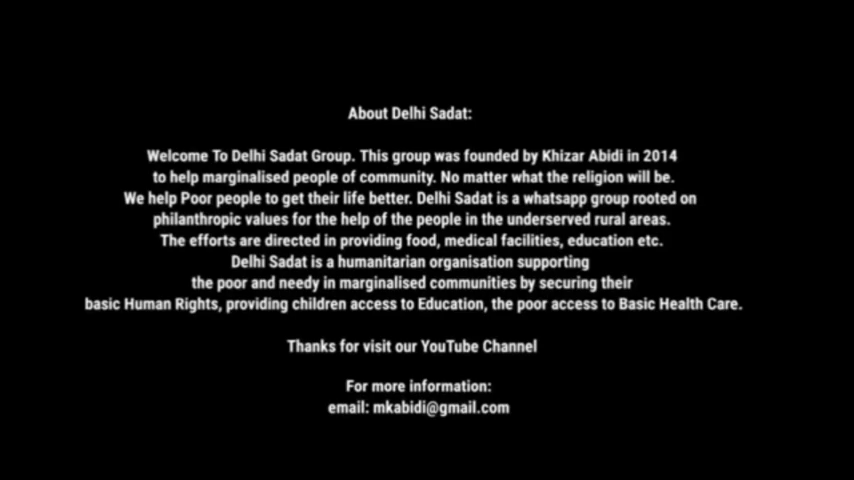 About Delhi Sadat:
Welcome To Delhi Sadat Group. This group was founded by Khizar Abidi in 2014
to help marginalised people of community. No matter what the religion will be.
We help Poor people to get their life better. Delhi Sadat is a whatsapp group rooted on
philanthropic values for the help of the people in the underserved rural areas.
The efforts are directed in providing food, medical facilities, education etc.
Delhi Sadat is a humanitarian organisation supporting
the poor and needy in marginalised communities by securing their
basic Human Rights, providing children access to Education, the poor access to Basic Health Care.
Thanks for visit our YouTube Channel
For more information:
email: mkabidi@gmail.com